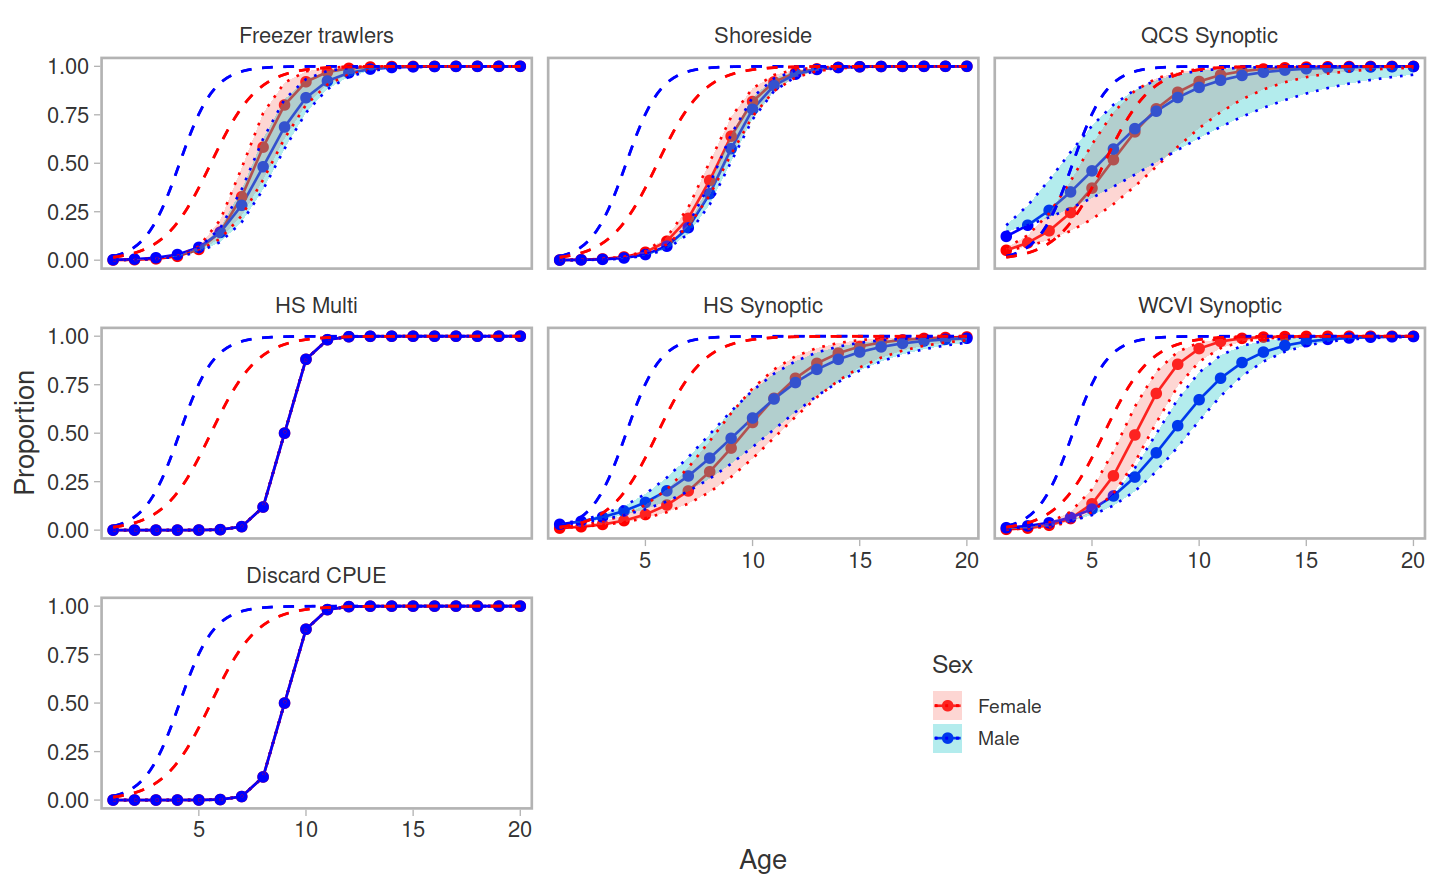 Freezer trawlers
Shoreside
QCS Synoptic
1.00
0.75
0.50
0.25
0.00
HS Multi
HS Synoptic
WCVI Synoptic
1.00
0.75
0.50
0.25
0.00
5 10 15 20
5 10 15 20
Discard CPUE
1.00
0.75
0.50
0.25
0.00
5 10 15 20
Proportion
Age
Sex
Female
Male